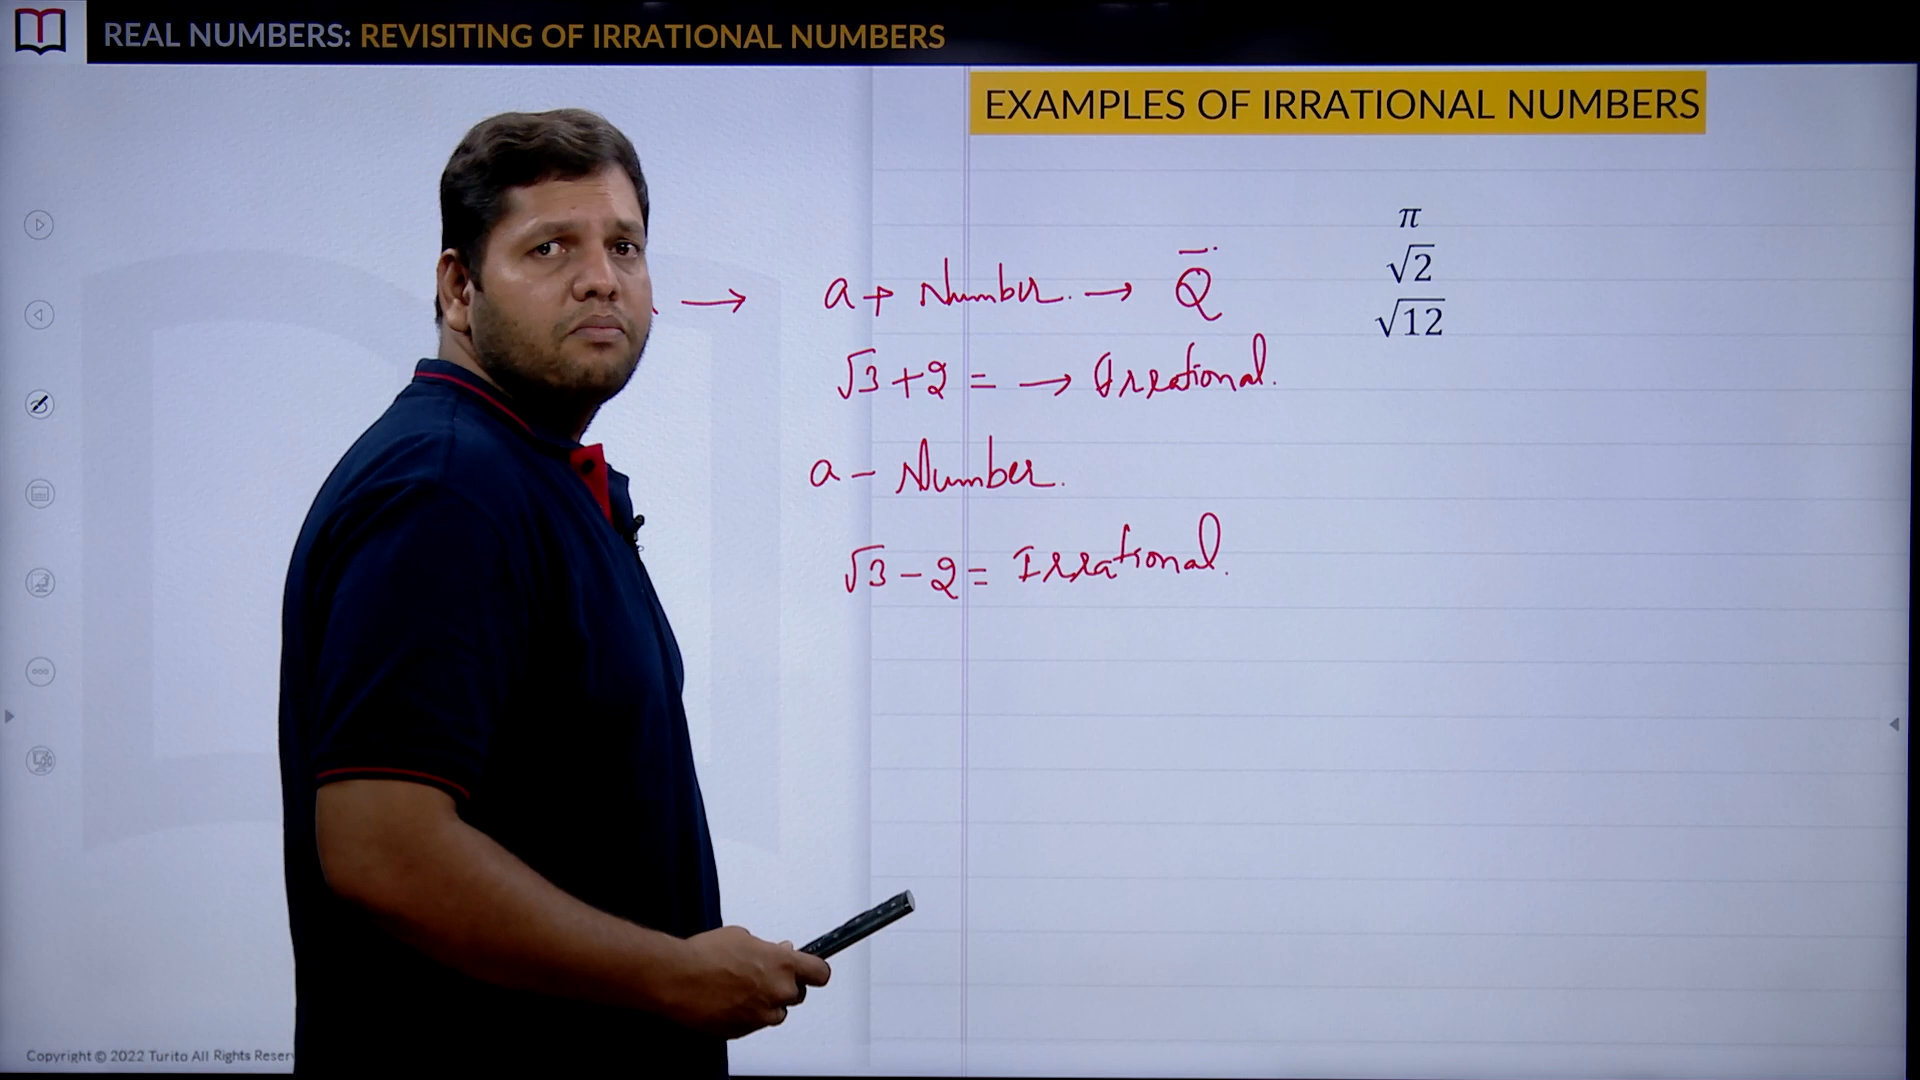 REAL NUMBERS: REVISITING OF IRRATIONAL NUMBERS
EXAMPLES OF IRRATIONAL NUMBERS
π
√2
√12
→ a + Number. → Q̅
√3 + 2 = → Irrational.
a - Number.
√3 - 2 = Irrational.
Copyright © 2022 Turito All Rights Reser